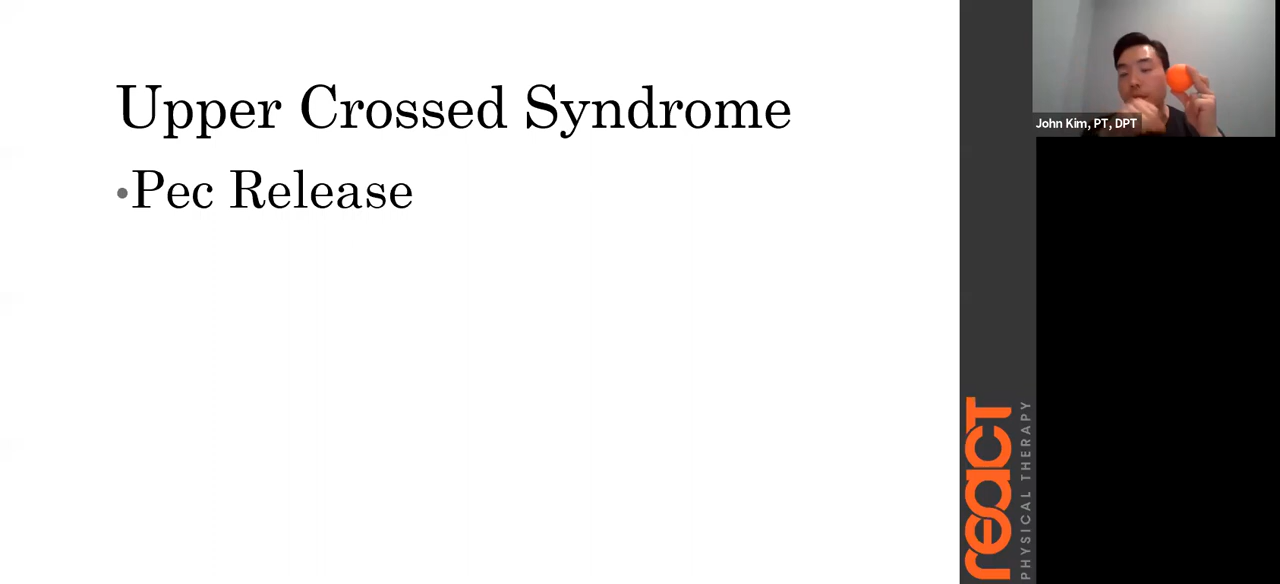 Upper Crossed Syndrome
•Pec Release
John Kim, PT, DPT
react
PHYSICAL THERAPY